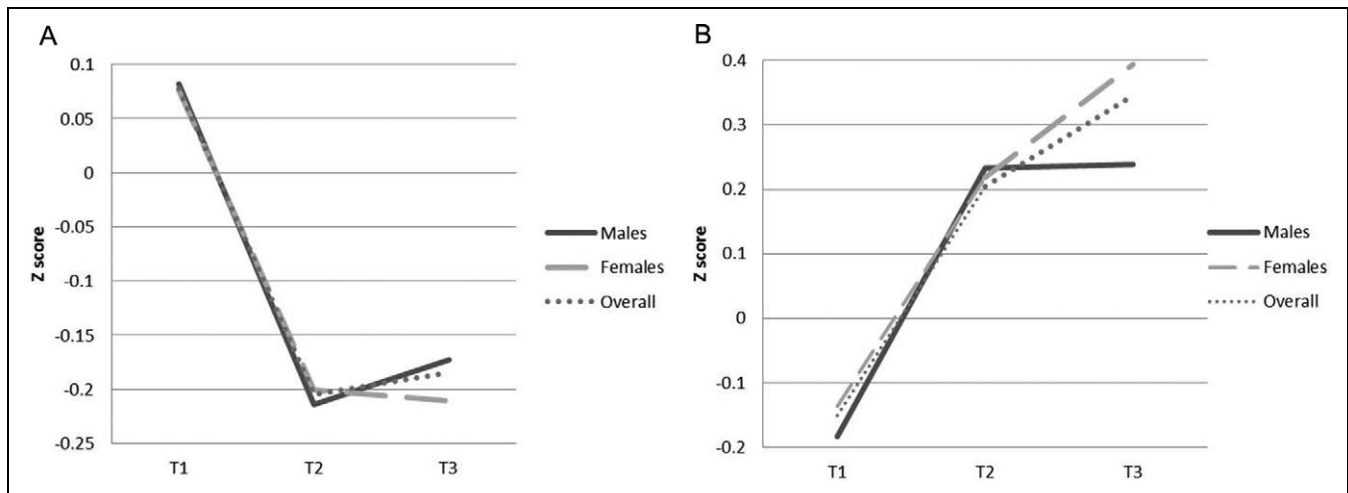 A
0.1
0.05
0
-0.05
-0.1
-0.15
-0.2
-0.25
Z score
T1
T2
T3
Males
Females
Overall
B
0.4
0.3
0.2
0.1
0
-0.1
-0.2
Z score
T1
T2
T3
Males
Females
Overall